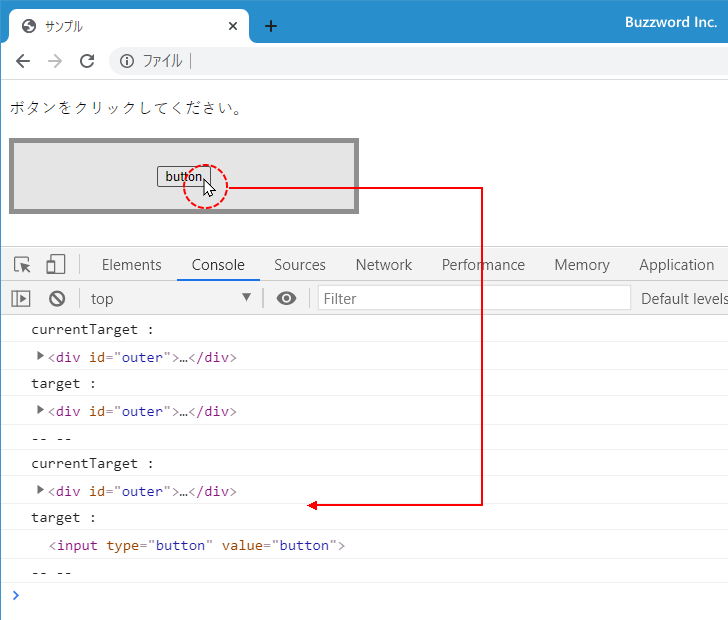 サンプル
Buzzword Inc.
ファイル
ボタンをクリックしてください。
button
Elements Console Sources Network Performance Memory Application
top Filter Default levels
currentTarget :
<div id="outer">…</div>
target :
<div id="outer">…</div>
-- --
currentTarget :
<div id="outer">…</div>
target :
<input type="button" value="button">
-- --